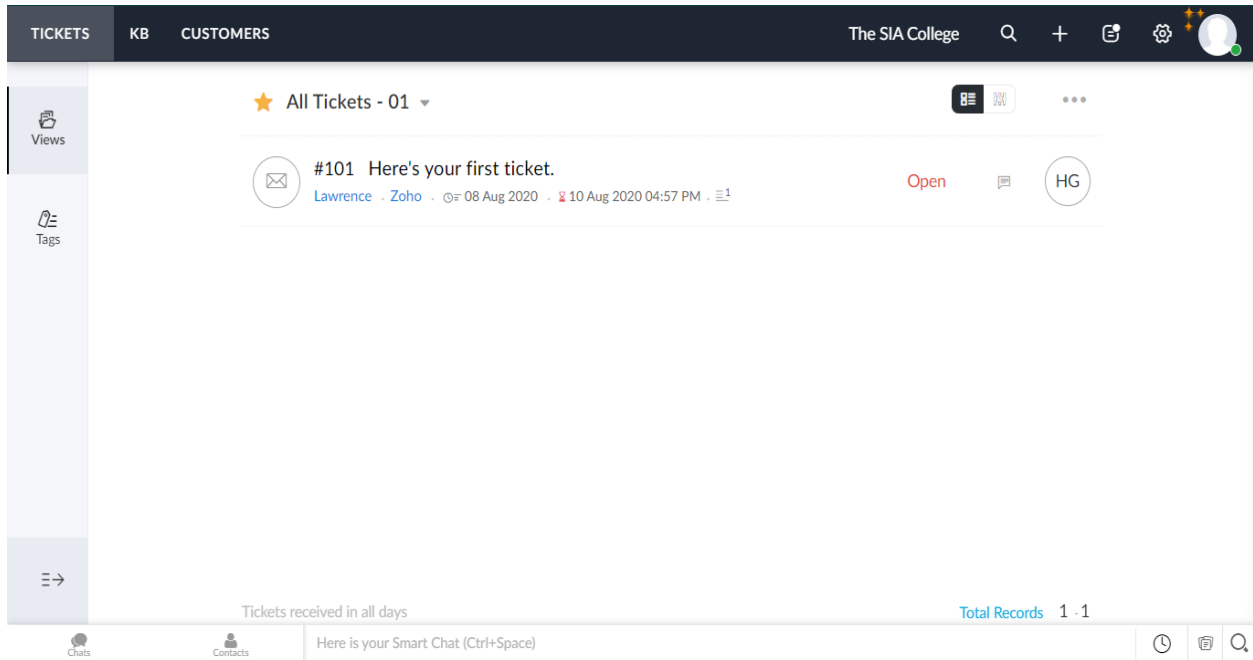 TICKETS KB CUSTOMERS The SIA College
All Tickets - 01
Views
#101 Here's your first ticket.
Open HG
Lawrence . Zoho . 08 Aug 2020 . 10 Aug 2020 04:57 PM . 1
Tags
Tickets received in all days Total Records 1 - 1
Chats Contacts Here is your Smart Chat (Ctrl+Space)